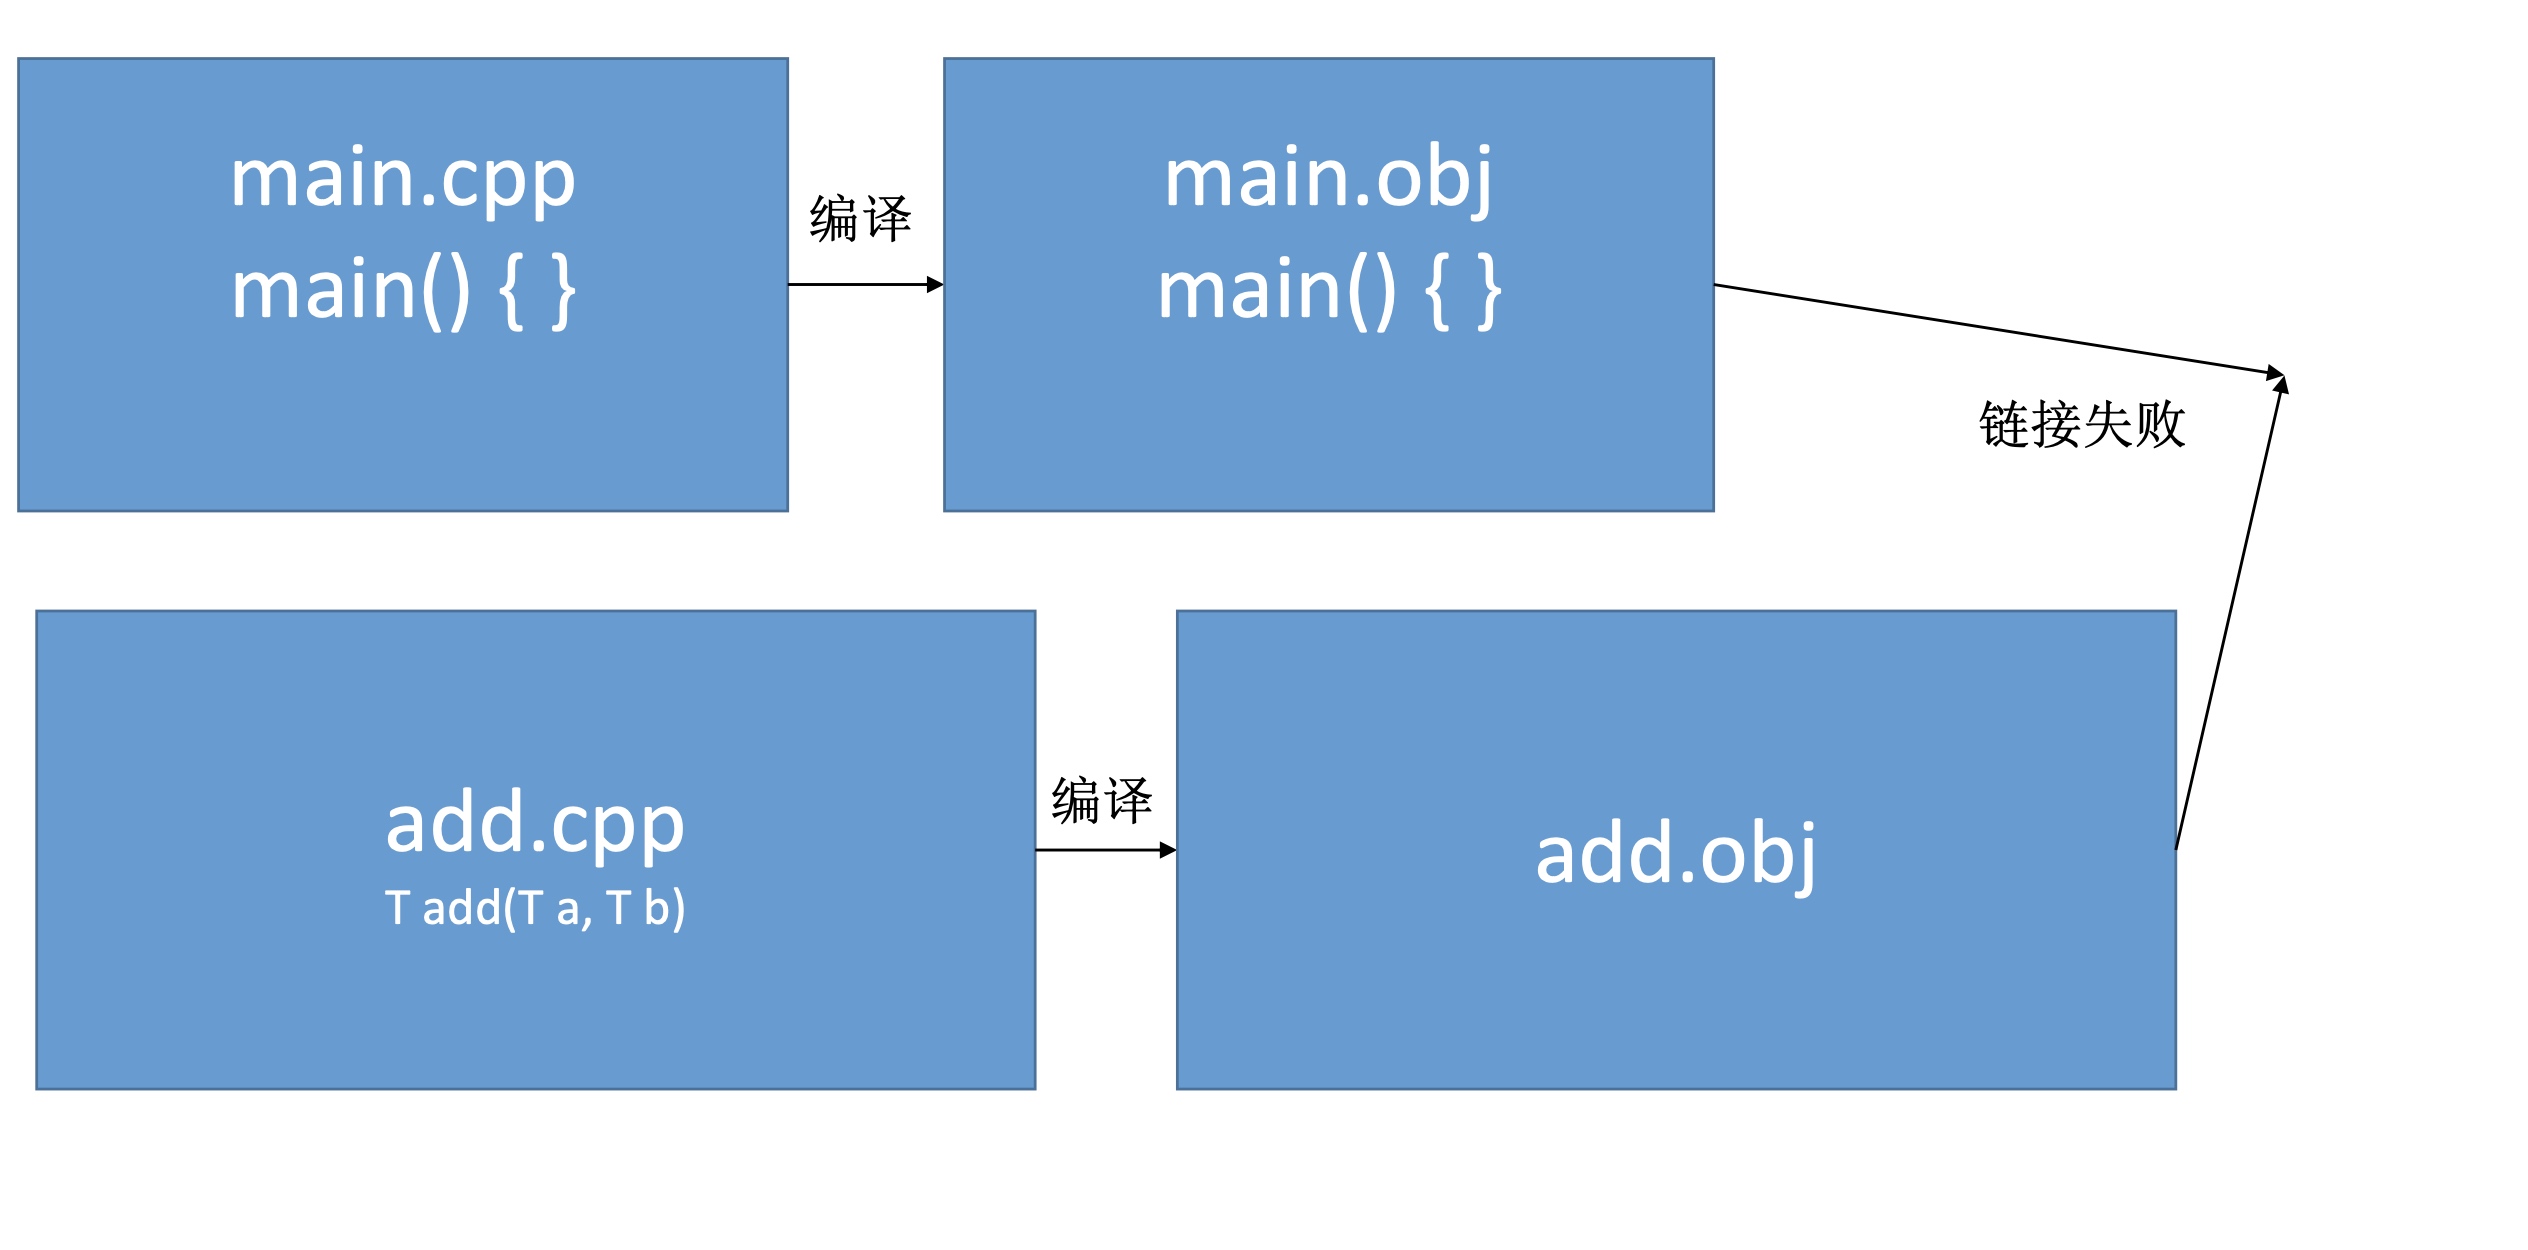 main.cpp
main() { }
编译
main.obj
main() { }
链接失败
add.cpp
T add(T a, T b)
编译
add.obj